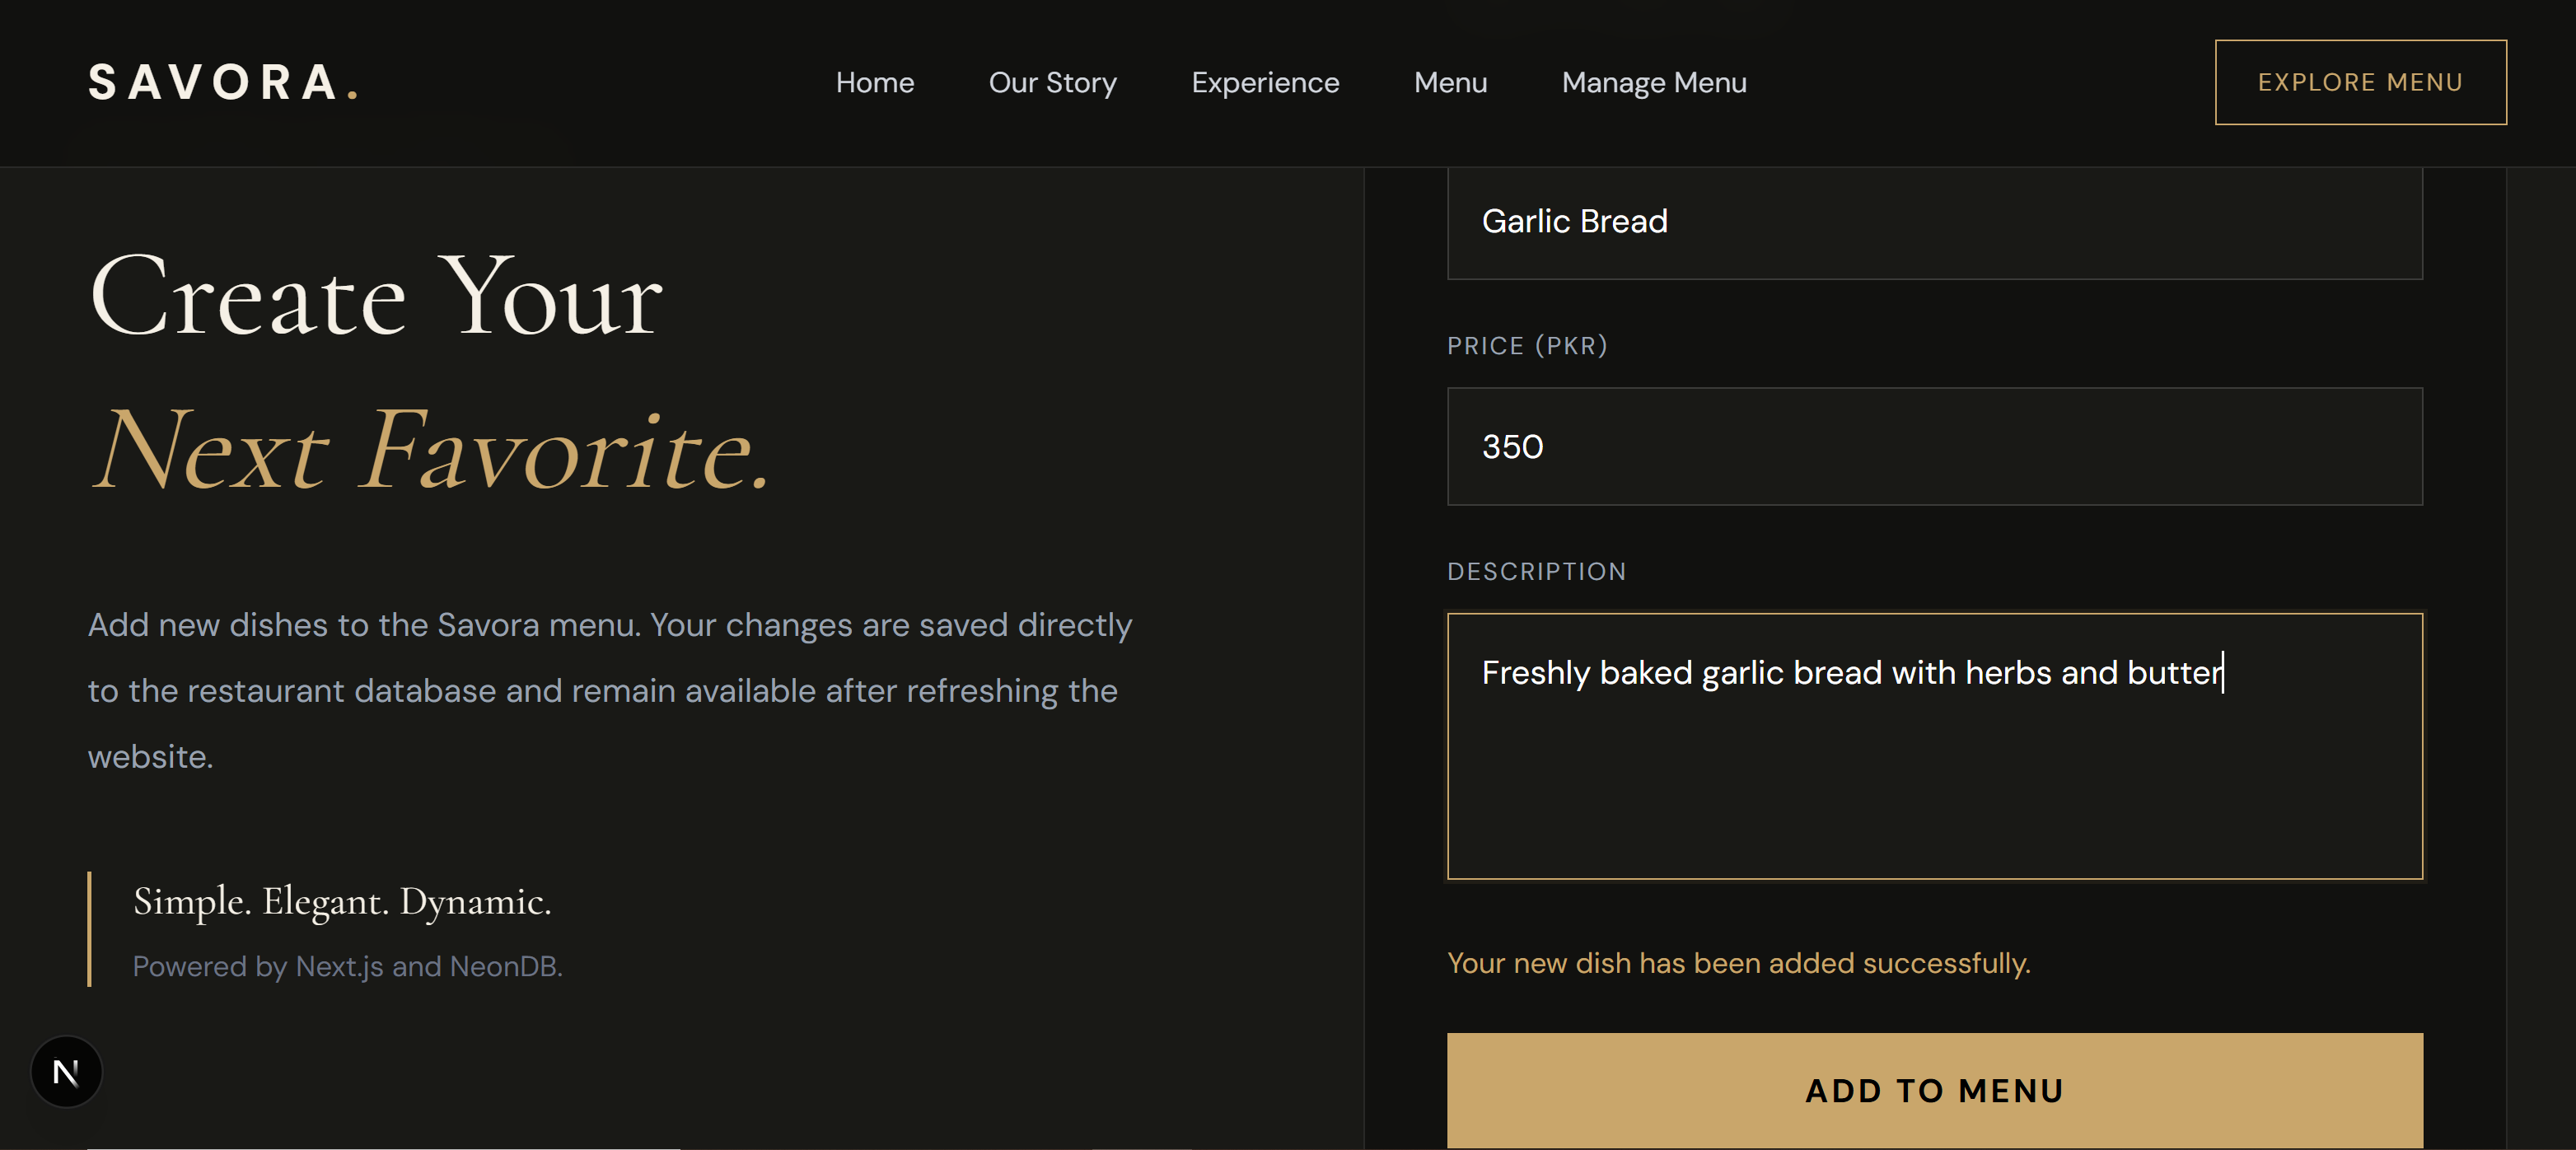 SAVORA.
Home
Our Story
Experience
Menu
Manage Menu
EXPLORE MENU
Create Your
Next Favorite.
Add new dishes to the Savora menu. Your changes are saved directly
to the restaurant database and remain available after refreshing the
website.
Simple. Elegant. Dynamic.
Powered by Next.js and NeonDB.
N
Garlic Bread
PRICE (PKR)
350
DESCRIPTION
Freshly baked garlic bread with herbs and butter
Your new dish has been added successfully.
ADD TO MENU